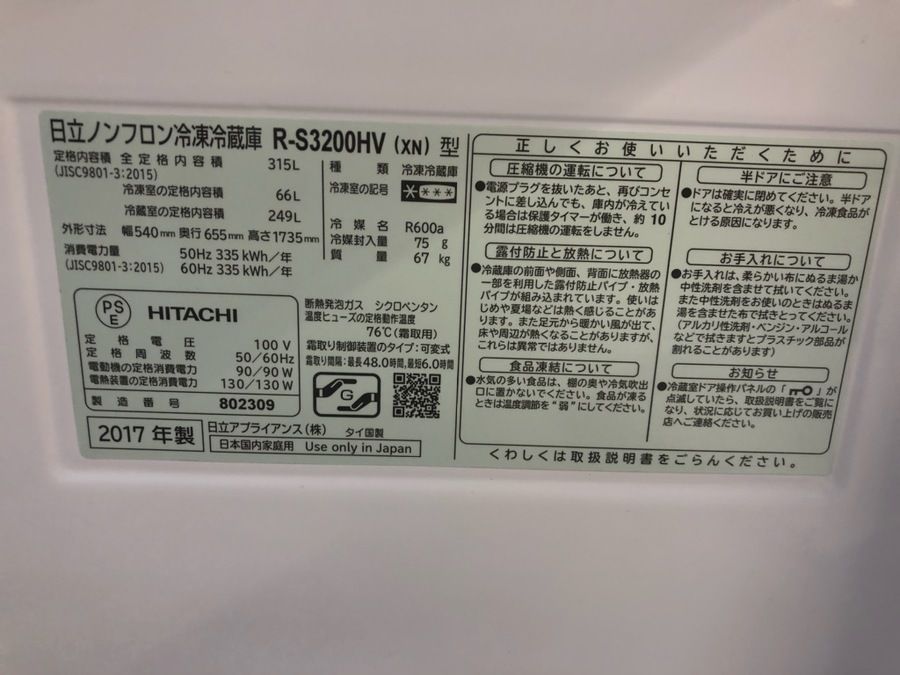 日立ノンフロン冷凍冷蔵庫 R-S3200HV (XN) 型
定格内容積 全定格内容積 315L
(JISC9801-3:2015)
冷凍室の定格内容積 66L
冷蔵室の定格内容積 249L
外形寸法 幅540mm 奥行655mm 高さ1735mm
消費電力量 50Hz 335 kWh/年
(JISC9801-3:2015) 60Hz 335 kWh/年
種類 冷凍冷蔵庫
冷凍室の記号 ****
冷媒名 R600a
冷媒封入量 75 g
質量 67 kg
PSE HITACHI
定格電圧 100 V
定格周波数 50/60Hz
電動機の定格消費電力 90/90 W
電熱装置の定格消費電力 130/130 W
製造番号 802309
断熱発泡ガス シクロペンタン
温度ヒューズの定格動作温度
76℃(霜取用)
霜取り制御装置のタイプ:可変式
霜取り間隔:最長48.0時間,最短6.0時間
G
2017 年製
日立アプライアンス(株) タイ国製
日本国内家庭用 Use only in Japan
正しくお使いいただくために
圧縮機の運転について
●電源プラグを抜いたあと、再びコンセ
ントに差し込んでも、庫内が冷えてい
る場合は保護タイマーが働き、約 10
分間は圧縮機の運転をしません。
露付防止と放熱について
●冷蔵庫の前面や側面、背面に放熱器の
一部を利用した露付防止パイプ・放熱
パイプが組み込まれています。使いは
じめや夏場などは熱く感じることがあり
ます。また足元から暖かい風が出て、
床や周辺が熱くなることがありますが、
これらは異常ではありません。
食品凍結について
●水気の多い食品は、棚の奥や冷気吹出
口に置かないでください。食品が凍る
ときは温度調節を“弱”にしてください。
半ドアにご注意
●ドアは確実に閉めてください。半ドア
になると冷えが悪くなり、冷凍食品が
とける原因になります。
お手入れについて
●お手入れは、柔らかい布にぬるま湯か
中性洗剤を含ませて拭いてください。
また中性洗剤をお使いのときはぬるま
湯を含ませた布で拭きとってください。
(アルカリ性洗剤・ベンジン・アルコール
などで拭きますとプラスチック部品が
割れることがあります。)
お知らせ
●冷蔵室ドア操作パネルの「 」が
点滅していたら、取扱説明書をご覧に
なり、状況に応じてお買い上げの販売
店へご連絡ください。
くわしくは取扱説明書をごらんください。